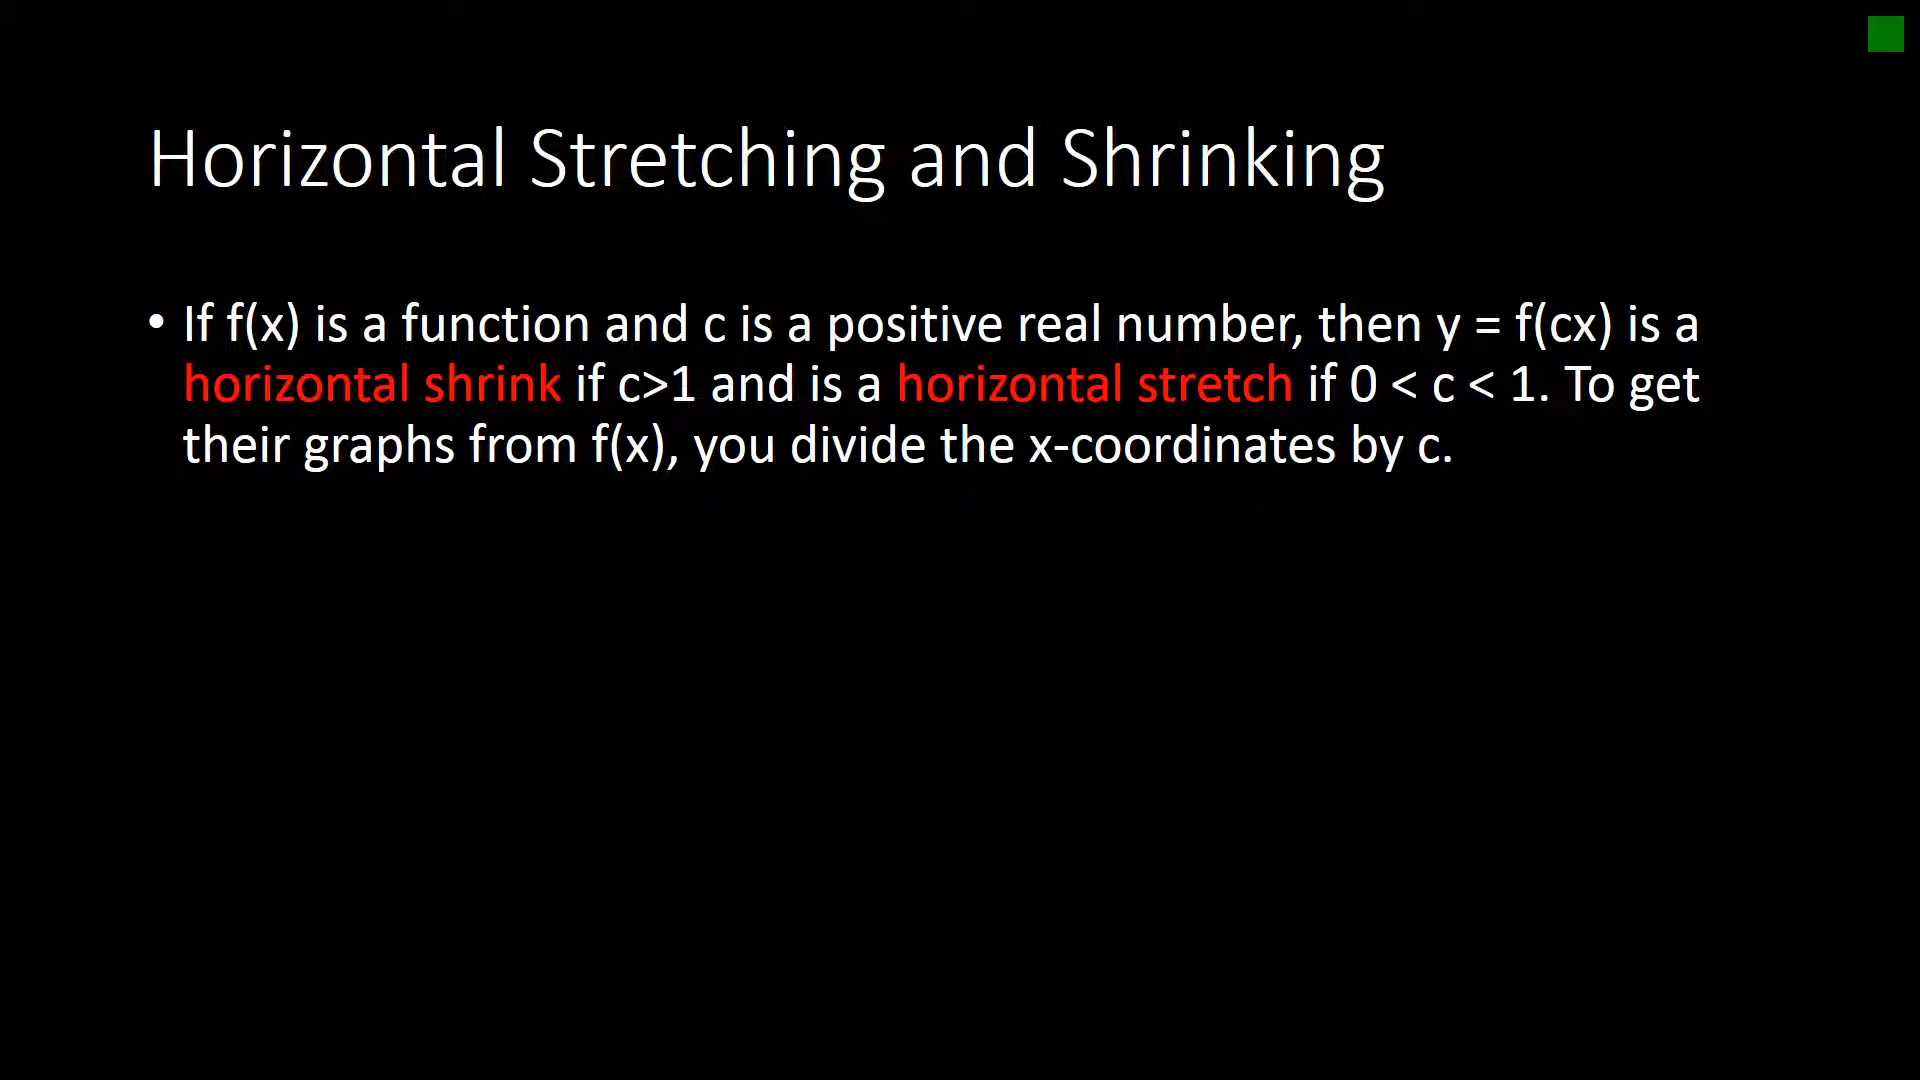 Horizontal Stretching and Shrinking
• If f(x) is a function and c is a positive real number, then y = f(cx) is a
horizontal shrink if c>1 and is a horizontal stretch if 0 < c < 1. To get
their graphs from f(x), you divide the x-coordinates by c.